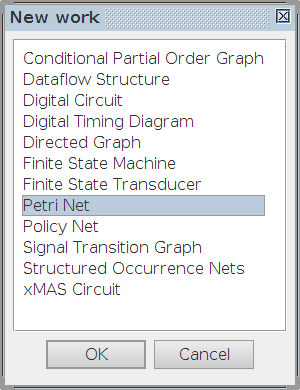 New work
Conditional Partial Order Graph
Dataflow Structure
Digital Circuit
Digital Timing Diagram
Directed Graph
Finite State Machine
Finite State Transducer
Petri Net
Policy Net
Signal Transition Graph
Structured Occurrence Nets
xMAS Circuit
OK Cancel